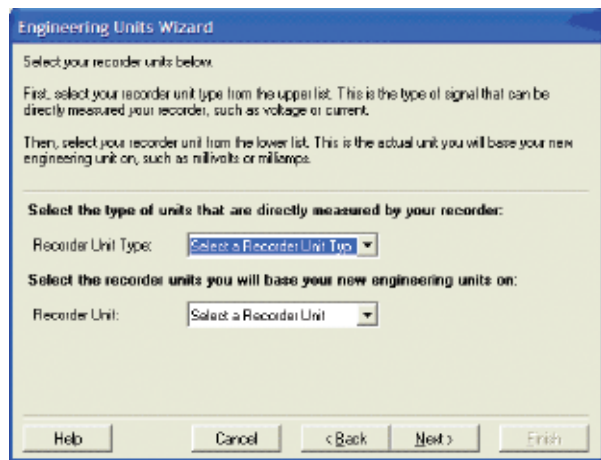 Engineering Units Wizard
Select your recorder units below.
First, select your recorder unit type from the upper list. This is the type of signal that can be
directly measured your recorder, such as voltage or current.
Then, select your recorder unit from the lower list. This is the actual unit you will base your new
engineering unit on, such as millivolts or milliamps.
Select the type of units that are directly measured by your recorder:
Recorder Unit Type: Select a Recorder Unit Typ
Select the recorder units you will base your new engineering units on:
Recorder Unit: Select a Recorder Unit
Help Cancel < Back Next > Finish